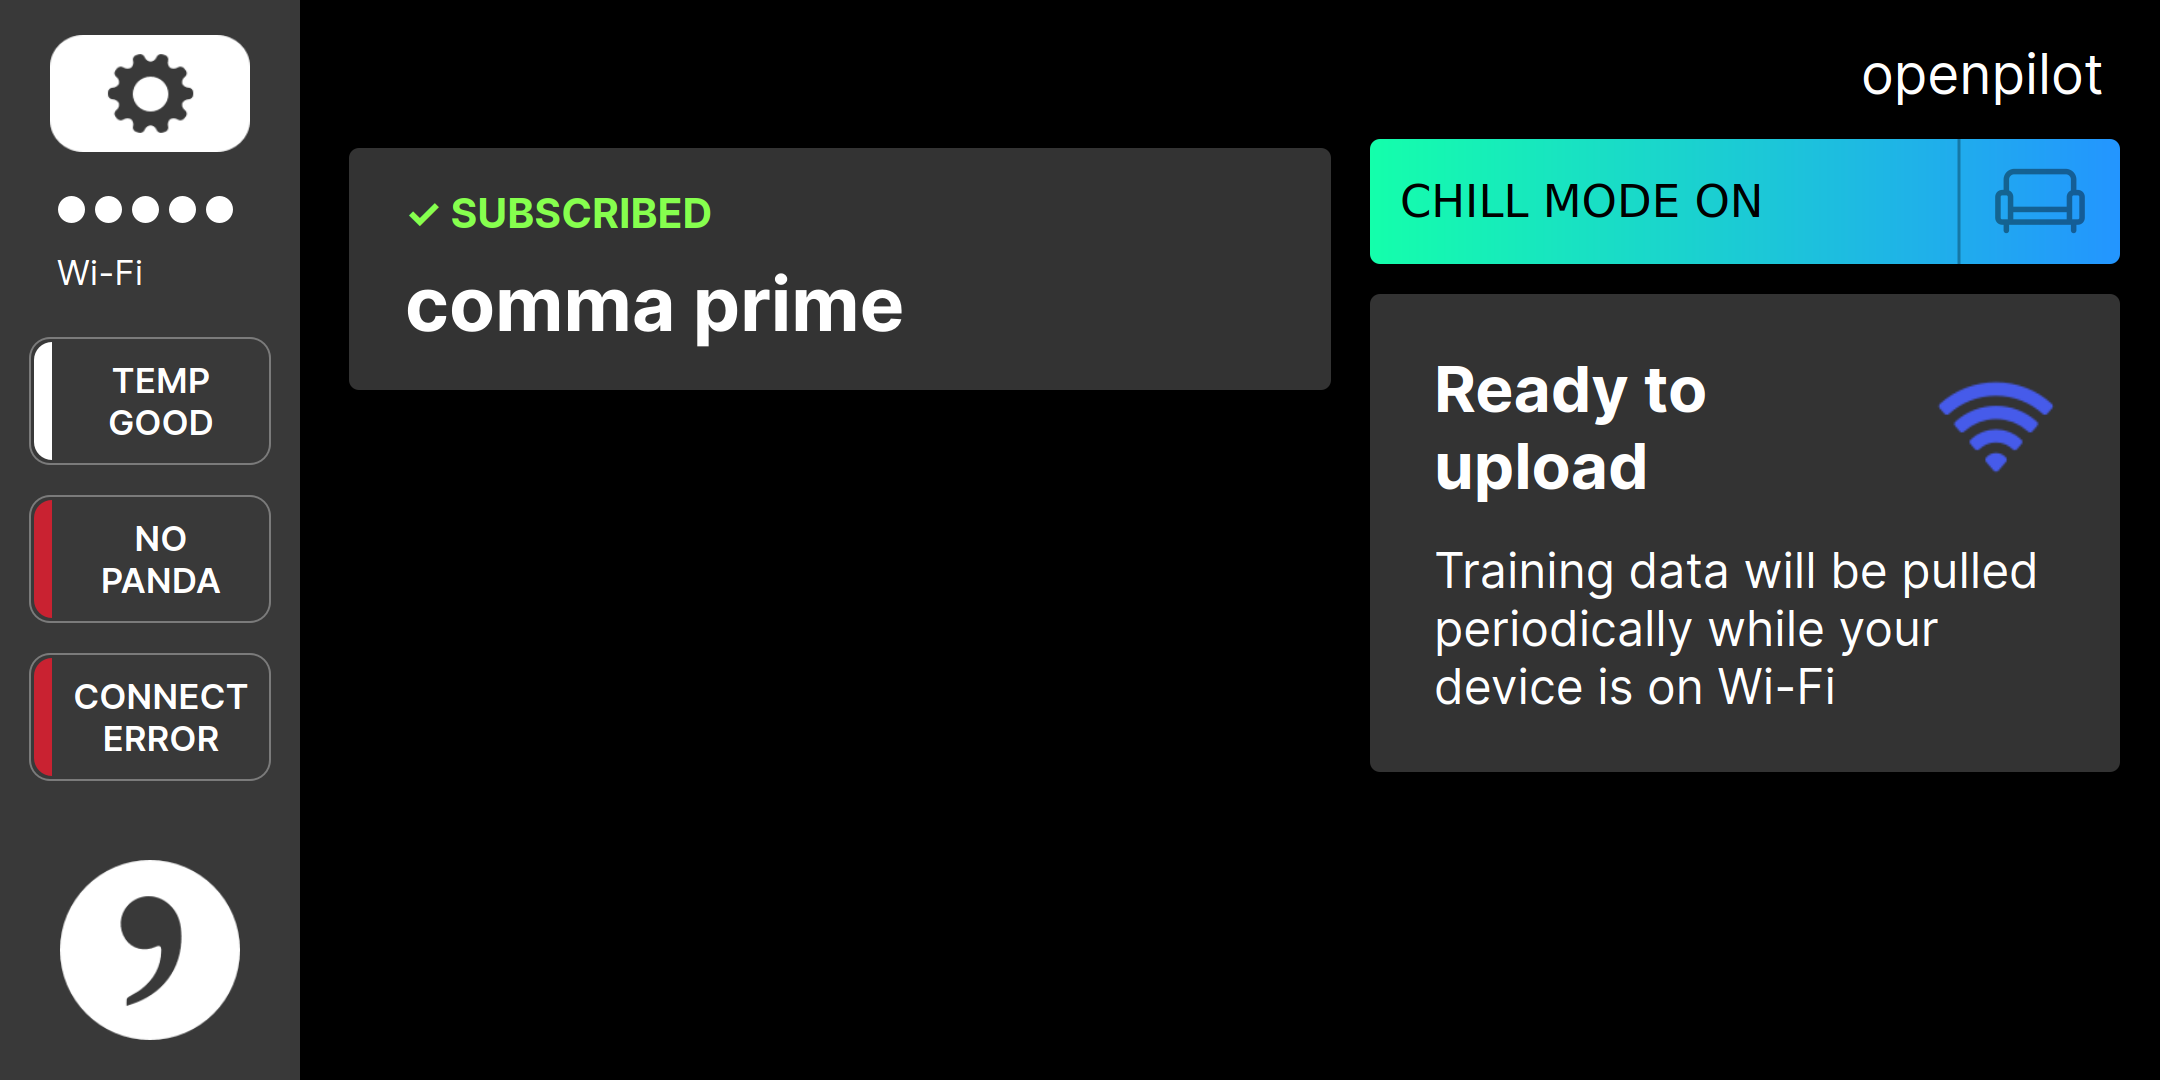 Wi-Fi
TEMP
GOOD
NO
PANDA
CONNECT
ERROR
SUBSCRIBED
comma prime
openpilot
CHILL MODE ON
Ready to
upload
Training data will be pulled
periodically while your
device is on Wi-Fi